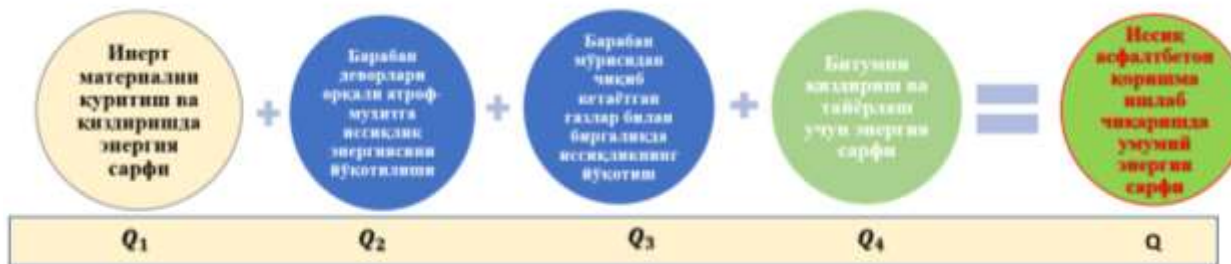 Инерт
материални
қуритиш ва
қиздиришда
энергия
сарфи
+
Барабан
деворлари
орқали атроф-
мухитга
иссиқлик
энергиясини
йўқотилиши
+
Барабан
мўрисидан
чиқиб
кетаётган
газлар билан
биргаликда
иссиқликнинг
йўқотиш
+
Битумни
қиздириш ва
тайёрлаш
учун энергия
сарфи
=
Иссиқ
асфалтбетон
қоришма
ишлаб
чиқаришда
умумий
энергия
сарфи
Q₁ Q₂ Q₃ Q₄ Q